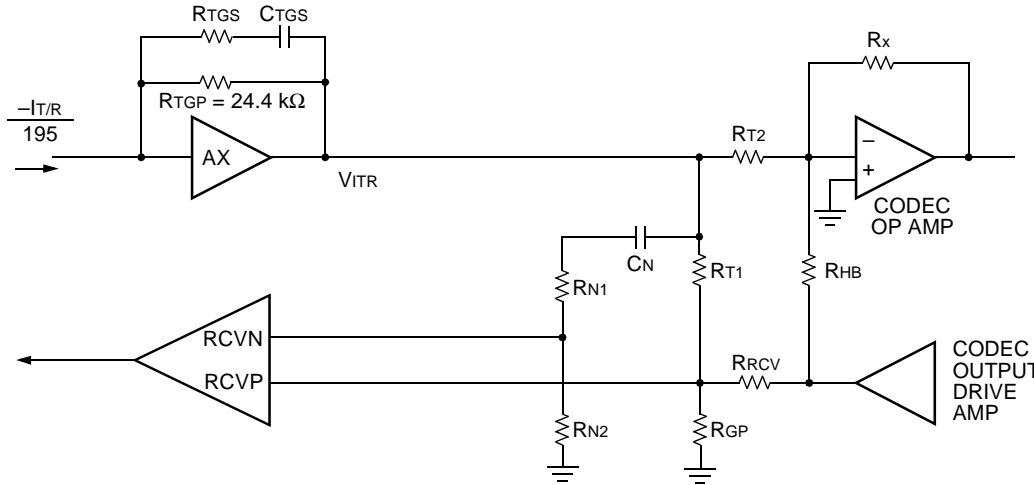 RTGS
CTGS
RTGP = 24.4 kΩ
–IT/R
195
AX
VITR
RX
RT2
–
+
CODEC
OP AMP
CN
RN1
RT1
RHB
RCVN
RCVP
RRCV
CODEC
OUTPUT
DRIVE
AMP
RN2
RGP